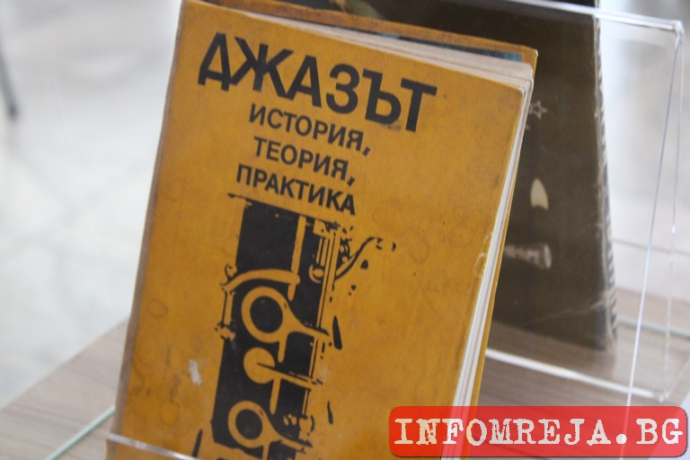 ДЖАЗЪТ
ИСТОРИЯ,
ТЕОРИЯ,
ПРАКТИКА
INFOMREJA.BG